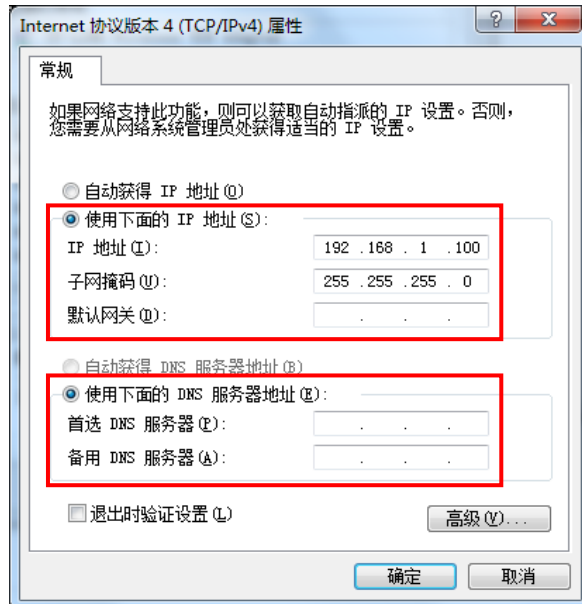 Internet 协议版本 4 (TCP/IPv4) 属性
常规
如果网络支持此功能，则可以获取自动指派的 IP 设置。否则，
您需要从网络系统管理员处获得适当的 IP 设置。
自动获得 IP 地址(O)
使用下面的 IP 地址(S):
IP 地址(I): 192 .168 . 1 .100
子网掩码(U): 255 .255 .255 . 0
默认网关(D): . . .
自动获得 DNS 服务器地址(B)
使用下面的 DNS 服务器地址(E):
首选 DNS 服务器(P): . . .
备用 DNS 服务器(A): . . .
退出时验证设置(L)
高级(V)...
确定 取消